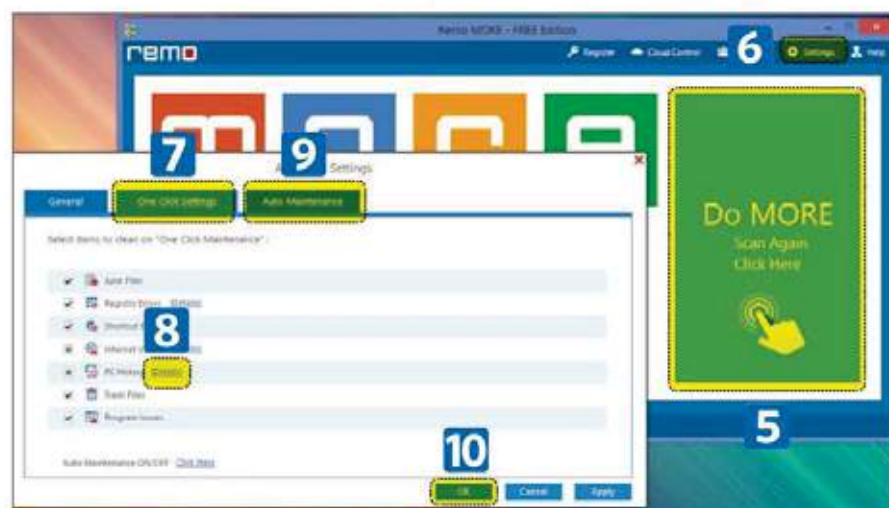 Remo MORE - FREE Edition
remo
Register
Cloud Control
6
Settings
Help
7
9
Settings
General
One Click Settings
Auto Maintenance
Select items to clean on "One Click Maintenance" :
Junk Files
Registry Errors
8
Shortcut
Internet
PC History
Trash Files
Program Issues
Auto Maintenance ON/OFF Click Here
10
OK
Cancel
Apply
Do MORE
Scan Again
Click Here
5